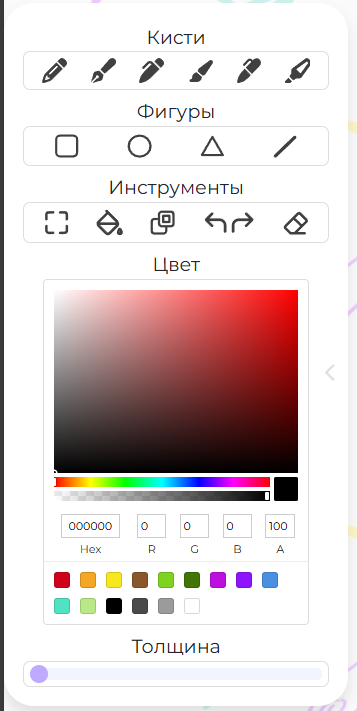 Кисти
Фигуры
Инструменты
Цвет
000000 0 0 0 100
Hex R G B A
Толщина